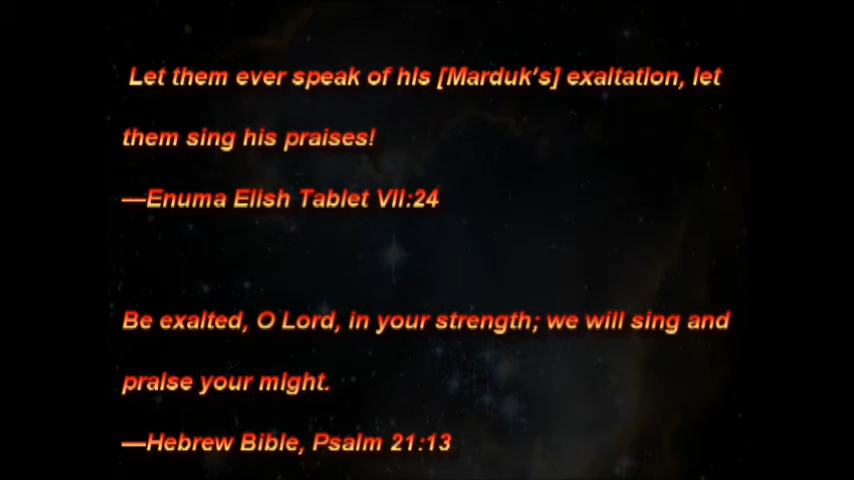 Let them ever speak of his [Marduk's] exaltation, let
them sing his praises!
—Enuma Elish Tablet VII:24
Be exalted, O Lord, in your strength; we will sing and
praise your might.
—Hebrew Bible, Psalm 21:13